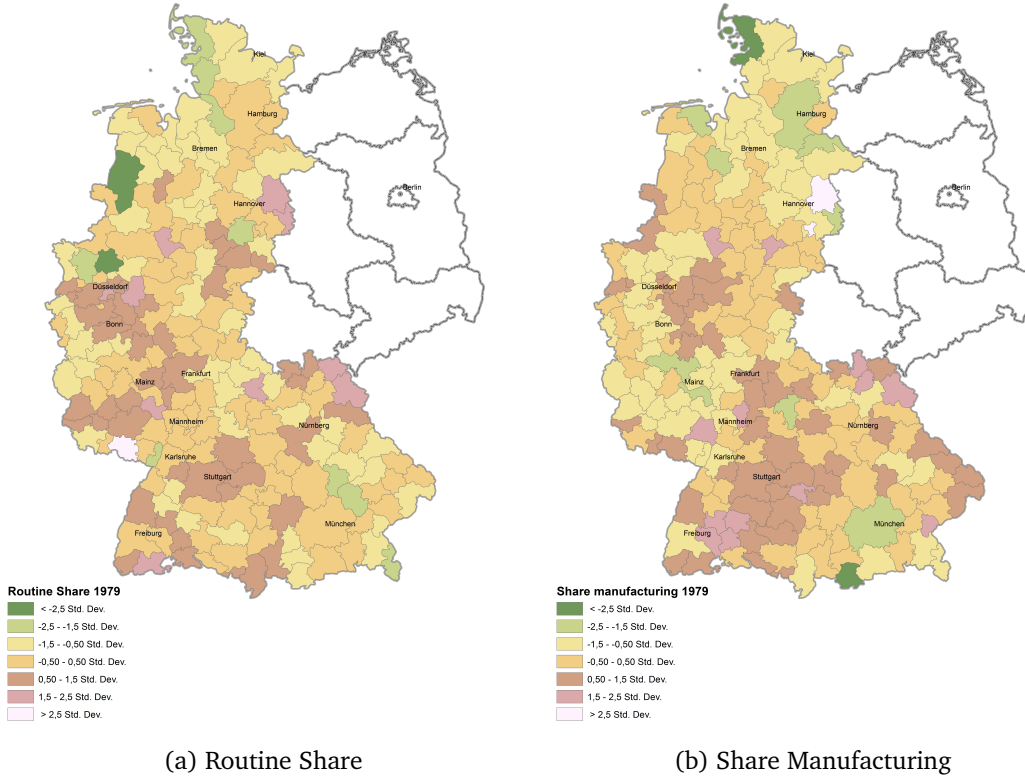 Kiel
Hamburg
Bremen
Berlin
Hannover
Düsseldorf
Bonn
Frankfurt
Mainz
Mannheim
Nürnberg
Karlsruhe
Stuttgart
München
Freiburg
Routine Share 1979
< -2,5 Std. Dev.
-2,5 - -1,5 Std. Dev.
-1,5 - -0,50 Std. Dev.
-0,50 - 0,50 Std. Dev.
0,50 - 1,5 Std. Dev.
1,5 - 2,5 Std. Dev.
> 2,5 Std. Dev.
(a) Routine Share
Kiel
Hamburg
Bremen
Berlin
Hannover
Düsseldorf
Bonn
Frankfurt
Mainz
Mannheim
Nürnberg
Karlsruhe
Stuttgart
München
Freiburg
Share manufacturing 1979
< -2,5 Std. Dev.
-2,5 - -1,5 Std. Dev.
-1,5 - -0,50 Std. Dev.
-0,50 - 0,50 Std. Dev.
0,50 - 1,5 Std. Dev.
1,5 - 2,5 Std. Dev.
> 2,5 Std. Dev.
(b) Share Manufacturing